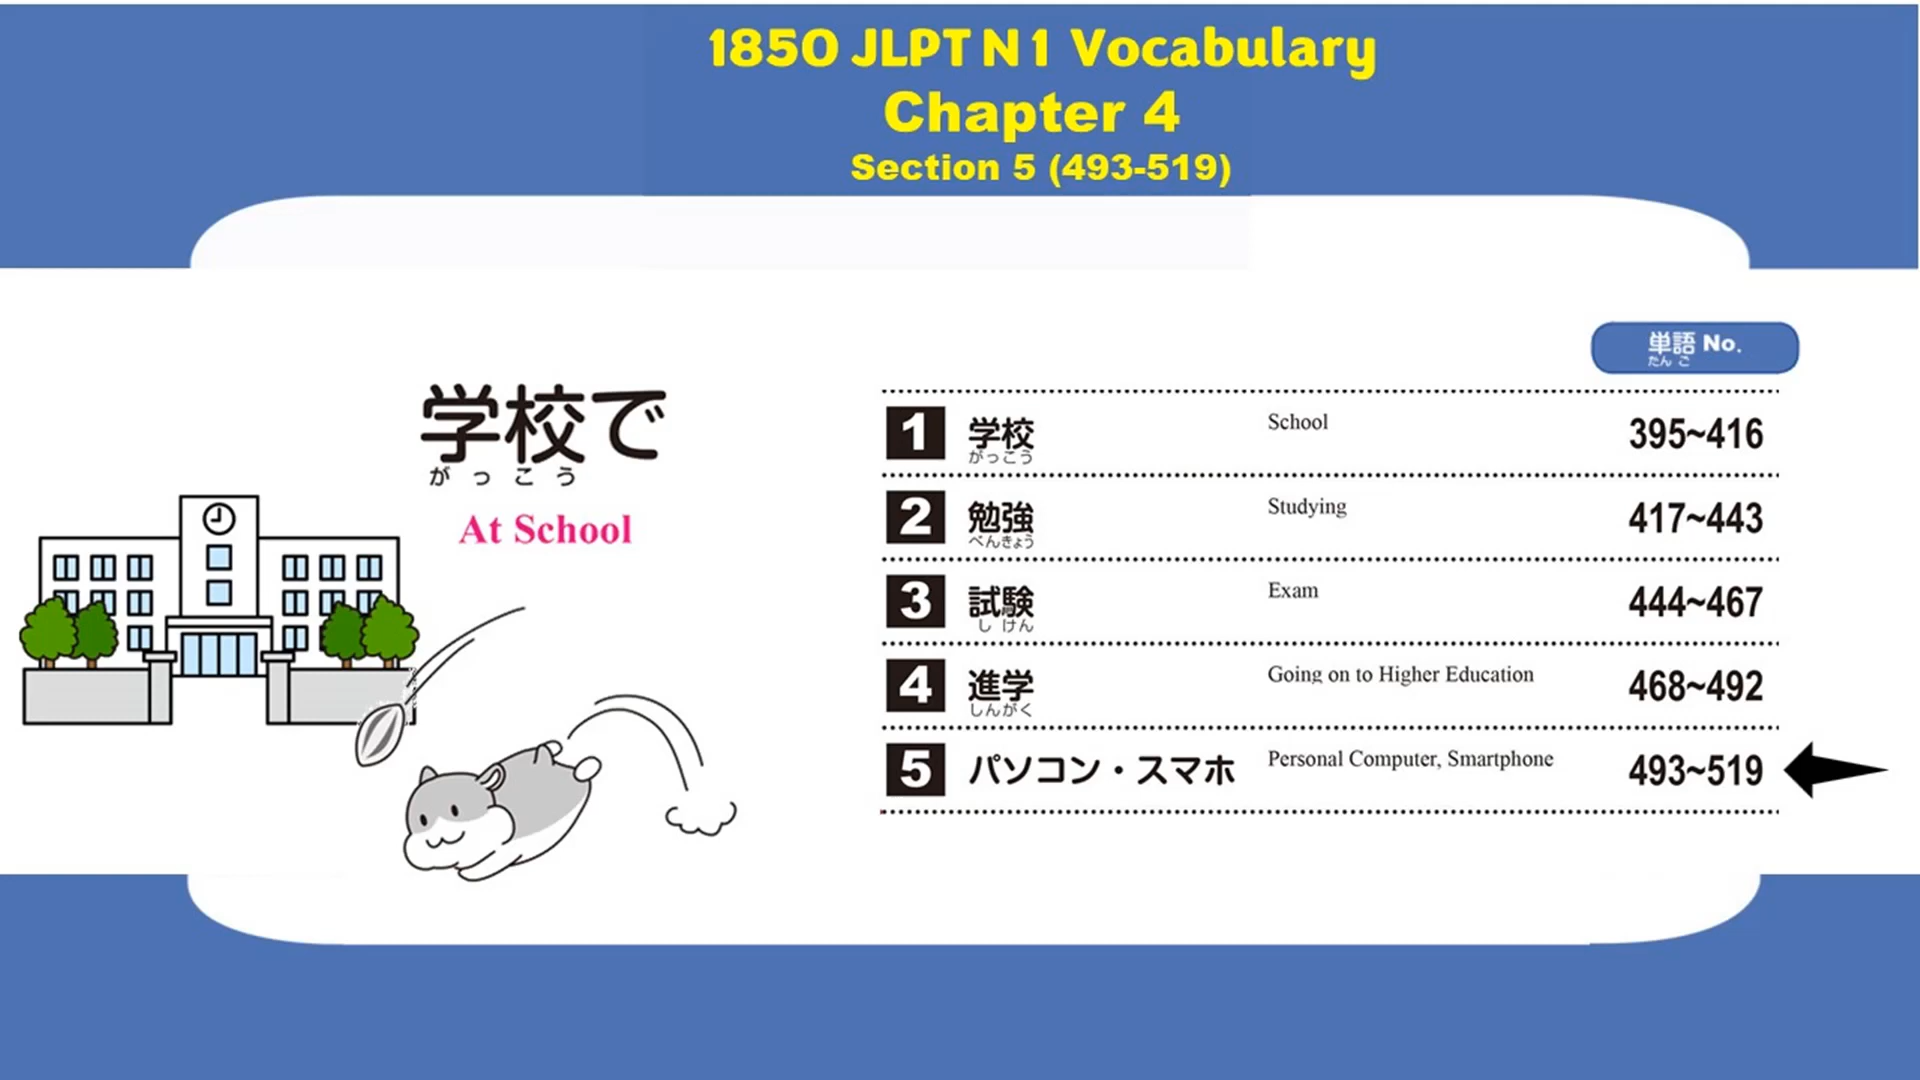 1850 JLPT N1 Vocabulary
Chapter 4
Section 5 (493-519)
単語 No.
たんご
学校で
がっこう
At School
1 学校 School 395~416
がっこう
2 勉強 Studying 417~443
べんきょう
3 試験 Exam 444~467
しけん
4 進学 Going on to Higher Education 468~492
しんがく
5 パソコン・スマホ Personal Computer, Smartphone 493~519